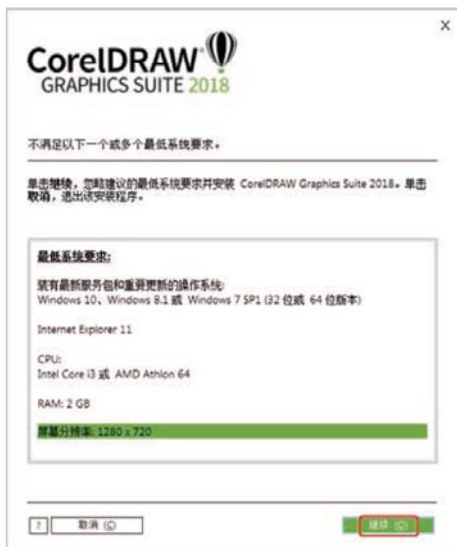 X
CorelDRAW
GRAPHICS SUITE 2018
不满足以下一个或多个最低系统要求。
单击继续，忽略建议的最低系统要求并安装 CorelDRAW Graphics Suite 2018。单击
取消，退出该安装程序。
最低系统要求:
装有最新服务包和重要更新的操作系统:
Windows 10、Windows 8.1 或 Windows 7 SP1 (32 位或 64 位版本)
Internet Explorer 11
CPU:
Intel Core i3 或 AMD Athlon 64
RAM: 2 GB
屏幕分辨率: 1280 x 720
? 取消 (C) 继续 (O)